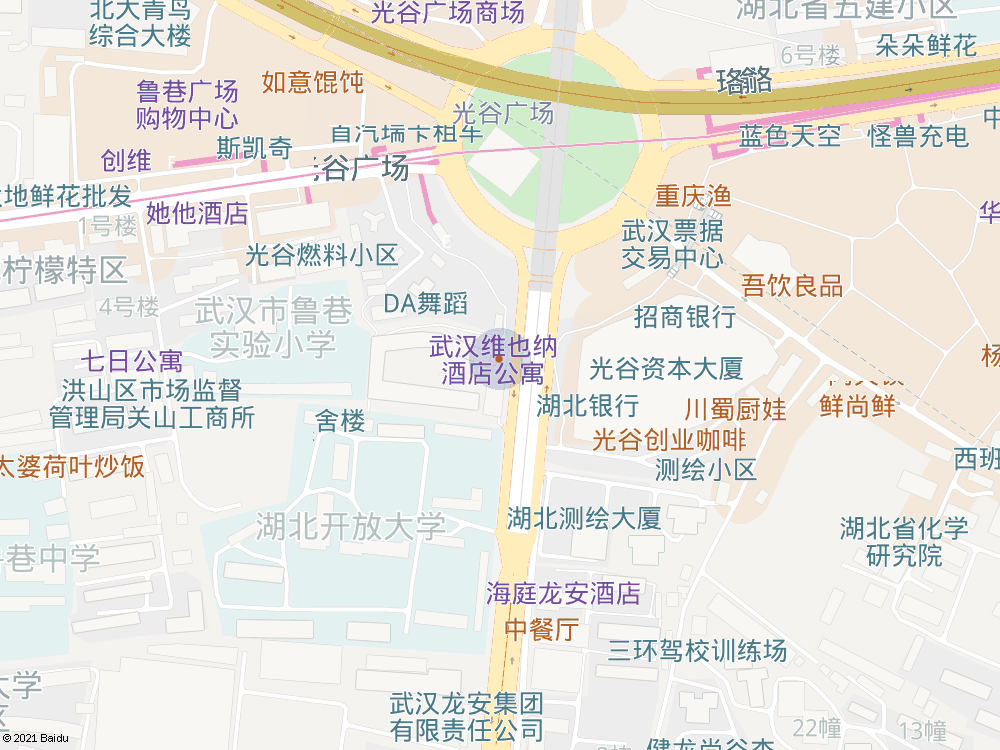 北大青鸟
综合大楼
光谷广场商场
湖北省五建小区
6号楼
朵朵鲜花
鲁巷广场
购物中心
如意馄饨
光谷广场
珞
蓝色天空
怪兽充电
创维
斯凯奇
谷广场
地鲜花批发
1号楼
她他酒店
重庆渔
武汉票据
交易中心
光谷燃料小区
柠檬特区
4号楼
武汉市鲁巷
实验小学
DA舞蹈
吾饮良品
招商银行
武汉维也纳
酒店公寓
七日公寓
光谷资本大厦
洪山区市场监督
管理局关山工商所
舍楼
湖北银行
川蜀厨娃
鲜尚鲜
光谷创业咖啡
测绘小区
太婆荷叶炒饭
西班
湖北开放大学
湖北测绘大厦
湖北省化学
研究院
巷中学
海庭龙安酒店
中餐厅
三环驾校训练场
大学
区
武汉龙安集团
有限责任公司
22幢
13幢
© 2021 Baidu